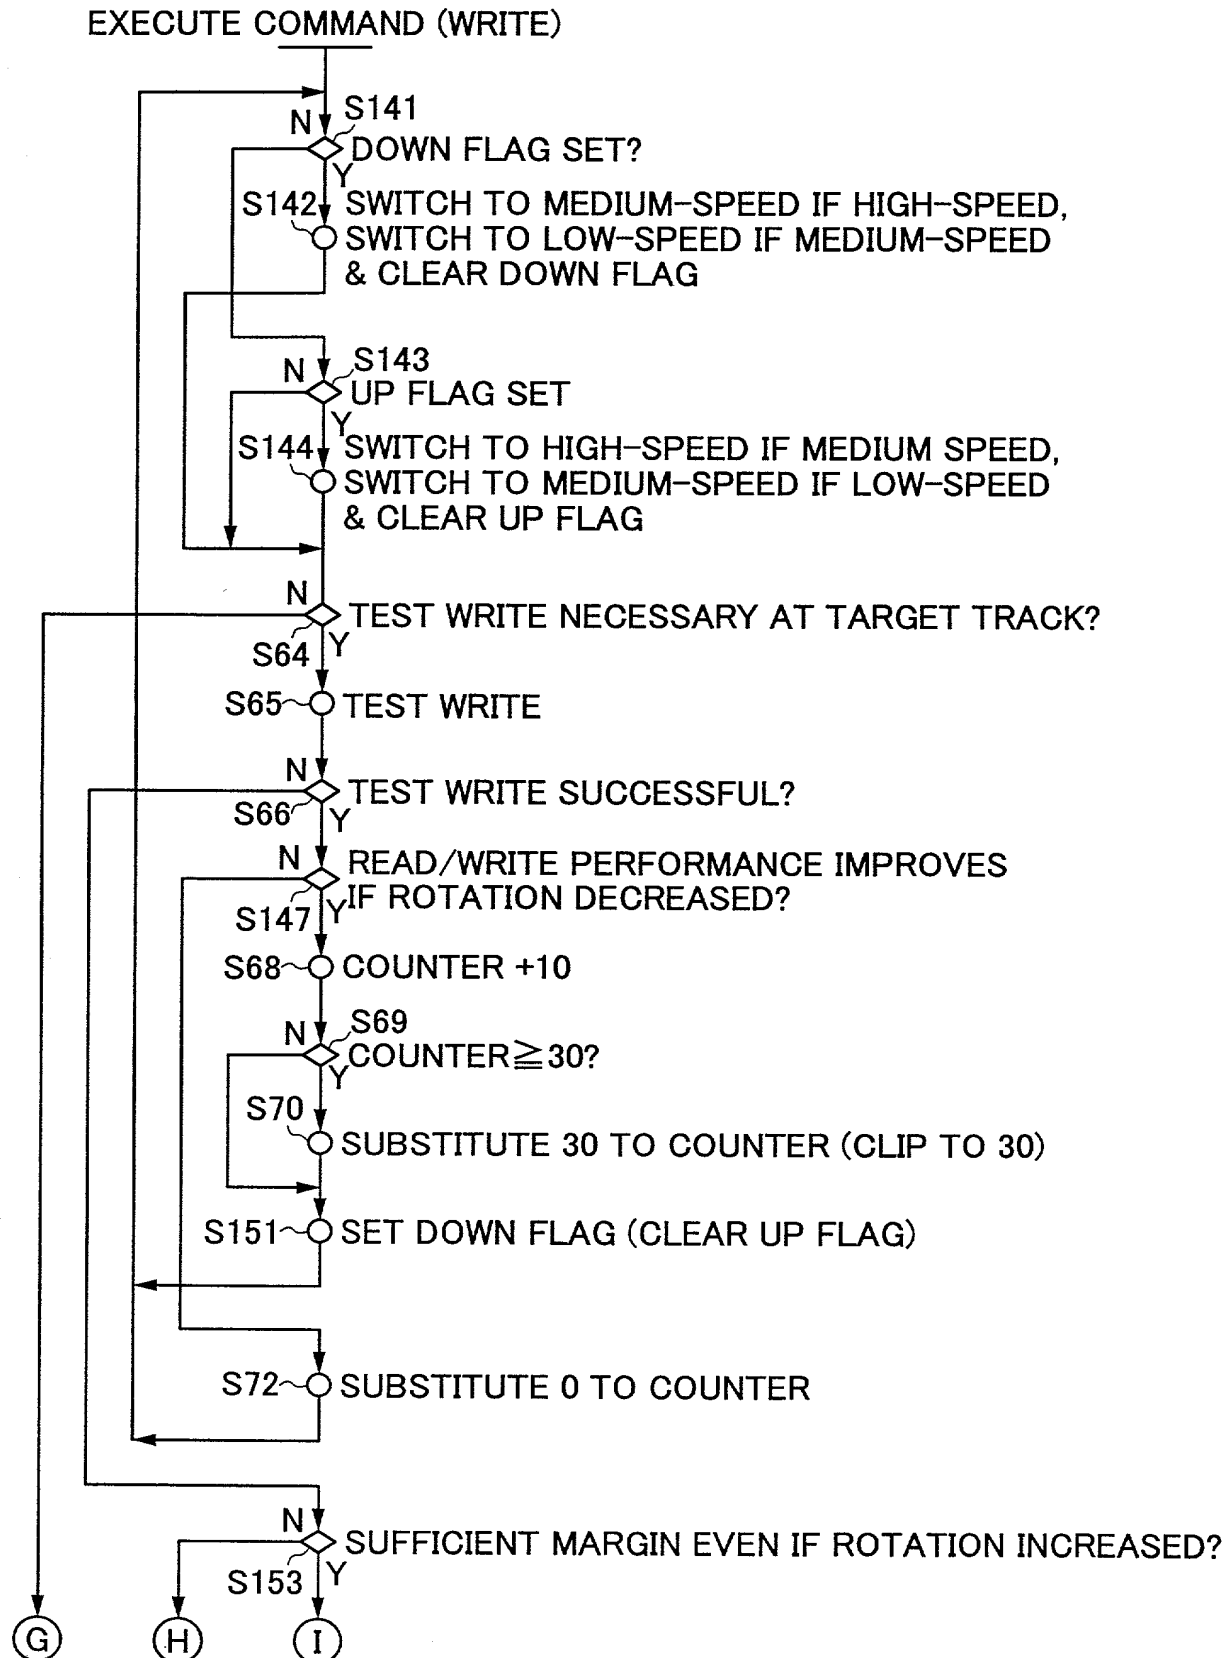 EXECUTE COMMAND (WRITE)
N S141
DOWN FLAG SET?
Y
S142 SWITCH TO MEDIUM-SPEED IF HIGH-SPEED,
SWITCH TO LOW-SPEED IF MEDIUM-SPEED
& CLEAR DOWN FLAG
N S143
UP FLAG SET
Y
S144 SWITCH TO HIGH-SPEED IF MEDIUM SPEED,
SWITCH TO MEDIUM-SPEED IF LOW-SPEED
& CLEAR UP FLAG
N
TEST WRITE NECESSARY AT TARGET TRACK?
S64 Y
S65 TEST WRITE
N
TEST WRITE SUCCESSFUL?
S66 Y
N READ/WRITE PERFORMANCE IMPROVES
IF ROTATION DECREASED?
S147 Y
S68 COUNTER +10
N S69
COUNTER≧30?
Y
S70
SUBSTITUTE 30 TO COUNTER (CLIP TO 30)
S151 SET DOWN FLAG (CLEAR UP FLAG)
S72 SUBSTITUTE 0 TO COUNTER
N
SUFFICIENT MARGIN EVEN IF ROTATION INCREASED?
S153 Y
G H I